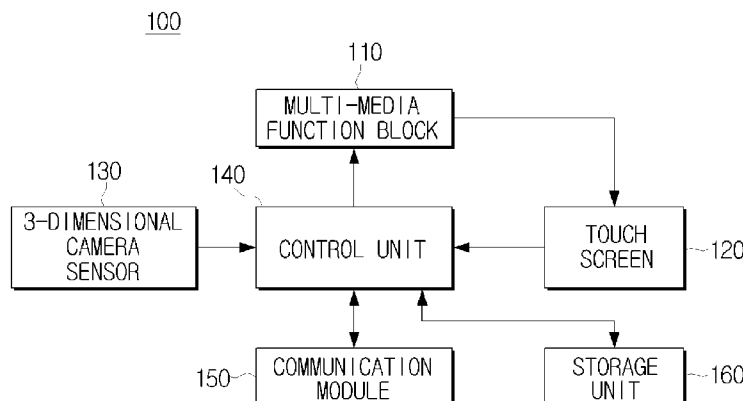 100
110
MULTI-MEDIA
FUNCTION BLOCK
130
140
3-DIMENSIONAL
CAMERA
SENSOR
CONTROL UNIT
TOUCH
SCREEN
120
150
COMMUNICATION
MODULE
STORAGE
UNIT
160